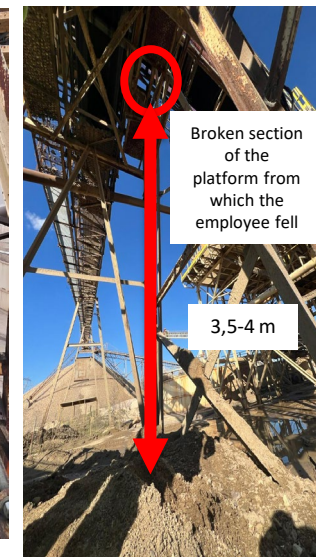 Broken section
of the
platform from
which the
employee fell
3,5-4 m